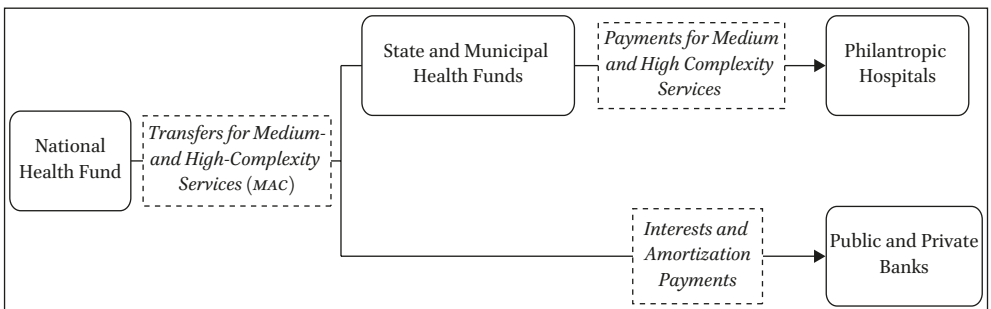 National
Health Fund
Transfers for Medium-
and High-Complexity
Services (MAC)
State and Municipal
Health Funds
Payments for Medium
and High Complexity
Services
Philantropic
Hospitals
Interests and
Amortization
Payments
Public and Private
Banks